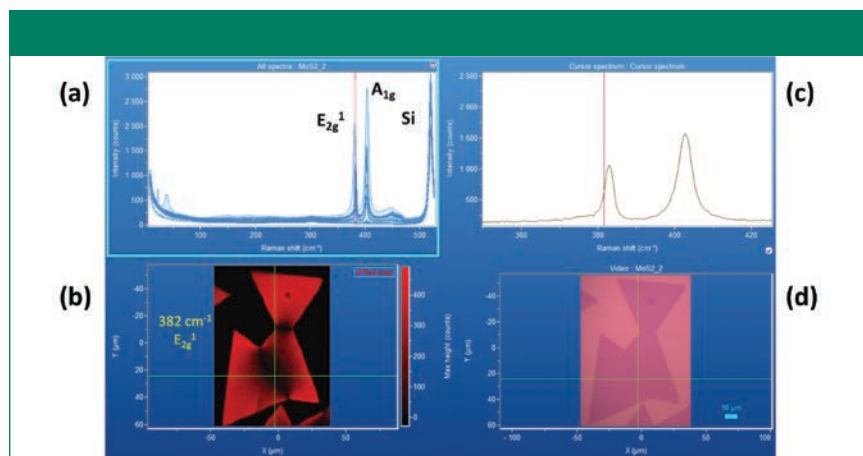 (a)
All spectra : MoS2_2
3 000
2 500
2 000
1 500
1 000
500
0
Intensity (counts)
E2g1
A1g
Si
100
200
300
400
500
Raman shift (cm⁻¹)
(c)
Cursor spectrum : Cursor spectrum
2 500
2 000
1 500
1 000
500
Intensity (counts)
360
380
400
420
Raman shift (cm⁻¹)
(b)
-40
-20
0
20
40
60
Y (µm)
382 cm⁻¹
E2g1
-50
0
50
X (µm)
400
300
200
100
0
Max height (counts)
(d)
Video : MoS2_2
-40
-20
0
20
40
60
Y (µm)
10 µm
- 100
-50
0
50
100
X (µm)